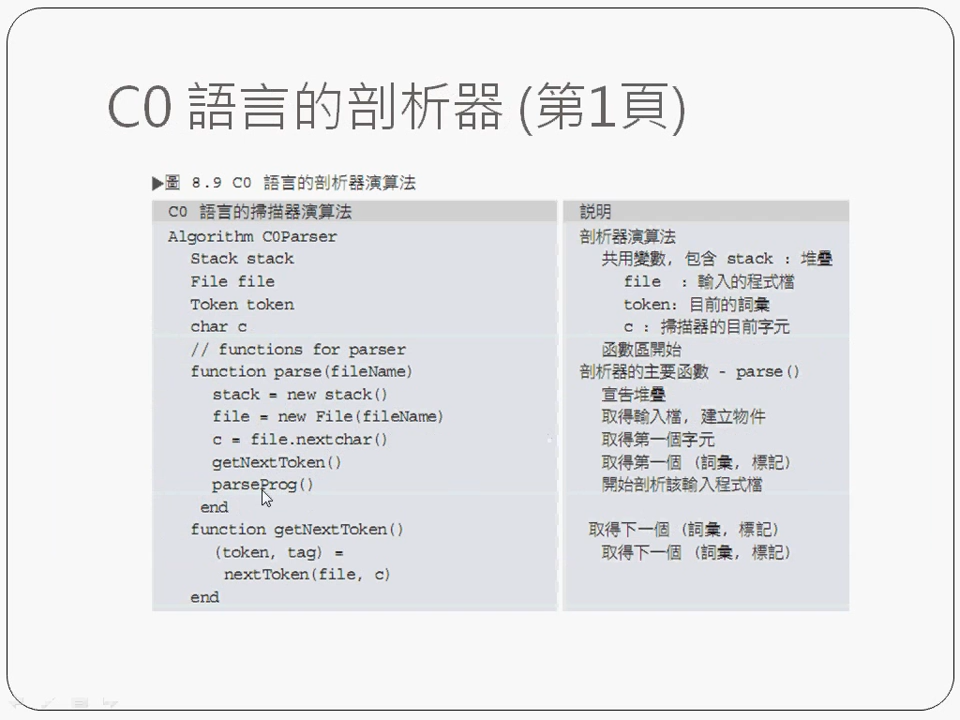 C0 語言的剖析器 (第1頁)
▶圖 8.9 C0 語言的剖析器演算法
C0 語言的掃描器演算法 說明
Algorithm C0Parser 剖析器演算法
Stack stack 共用變數, 包含 stack : 堆疊
File file file : 輸入的程式檔
Token token token: 目前的詞彙
char c c : 掃描器的目前字元
// functions for parser 函數區開始
function parse(fileName) 剖析器的主要函數 - parse()
stack = new stack() 宣告堆疊
file = new File(fileName) 取得輸入檔, 建立物件
c = file.nextchar() 取得第一個字元
getNextToken() 取得第一個 (詞彙, 標記)
parseProg() 開始剖析該輸入程式檔
end
function getNextToken() 取得下一個 (詞彙, 標記)
(token, tag) = 取得下一個 (詞彙, 標記)
nextToken(file, c)
end